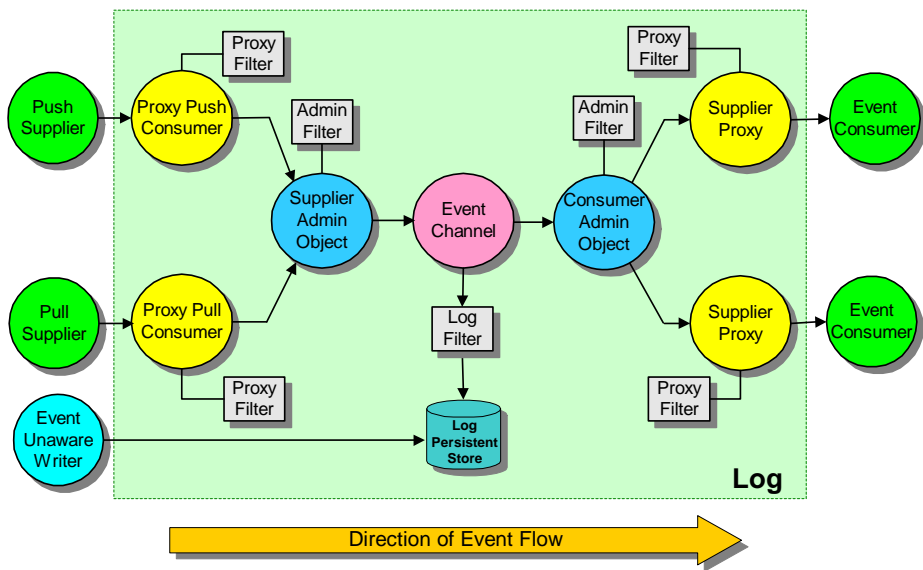 Proxy
Filter
Proxy
Filter
Push
Supplier
Proxy Push
Consumer
Admin
Filter
Admin
Filter
Supplier
Proxy
Event
Consumer
Supplier
Admin
Object
Event
Channel
Consumer
Admin
Object
Pull
Supplier
Proxy Pull
Consumer
Log
Filter
Supplier
Proxy
Event
Consumer
Proxy
Filter
Proxy
Filter
Event
Unaware
Writer
Log
Persistent
Store
Log
Direction of Event Flow